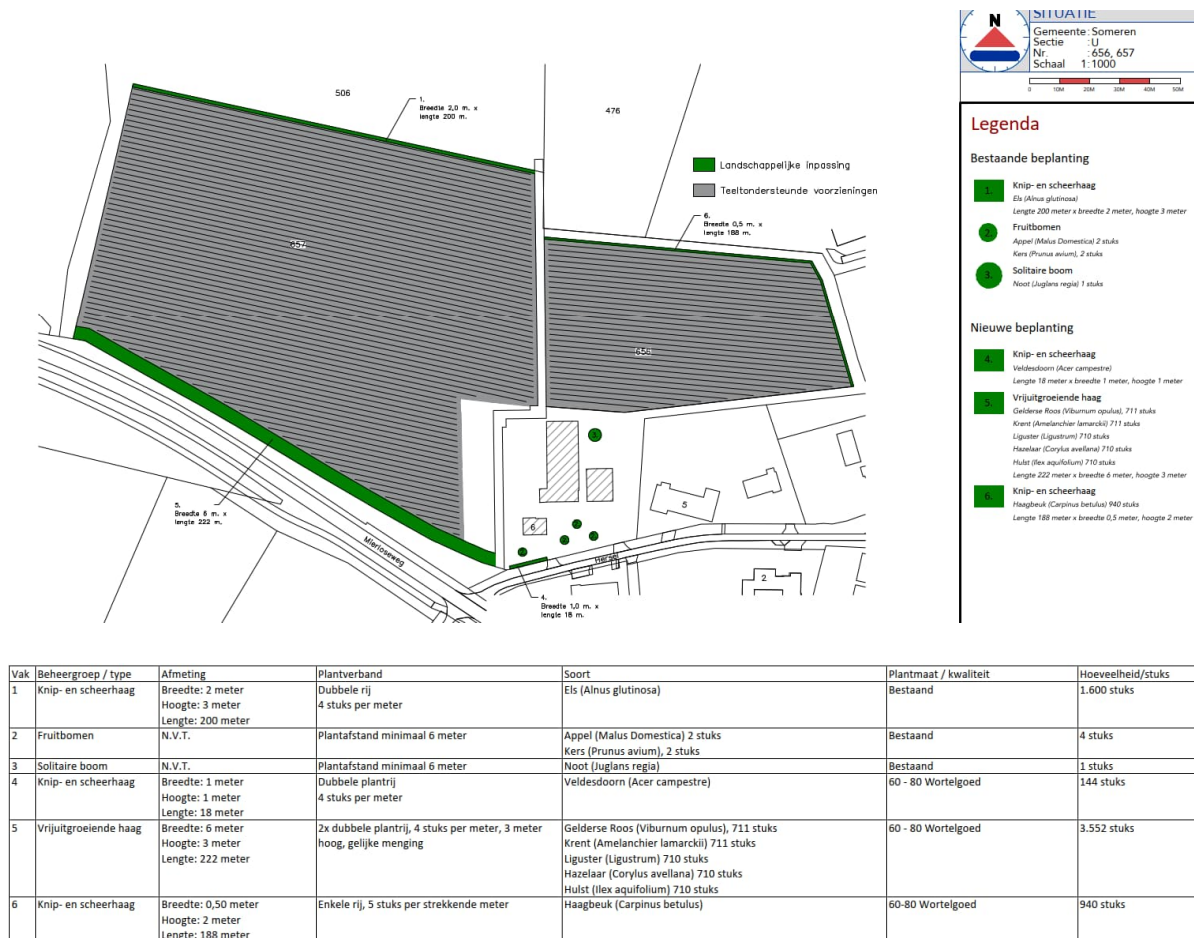 SITUATIE
N
Gemeente : Someren
Sectie : U
Nr. : 656, 657
Schaal 1:1000
0 10M 20M 30M 40M 50M
506
476
1.
Breedte 2,0 m. x
lengte 200 m.
Landschappelijke inpassing
Teeltondersteunde voorzieningen
6.
Breedte 0,5 m. x
lengte 188 m.
657
656
5.
Breedte 6 m. x
lengte 222 m.
Mierloseweg
6
5
2
Hersel
4.
Breedte 1,0 m. x
lengte 18 m.
Legenda
Bestaande beplanting
1. Knip- en scheerhaag
Els (Alnus glutinosa)
Lengte 200 meter x breedte 2 meter, hoogte 3 meter
2. Fruitbomen
Appel (Malus Domestica) 2 stuks
Kers (Prunus avium), 2 stuks
3. Solitaire boom
Noot (Juglans regia) 1 stuks
Nieuwe beplanting
4. Knip- en scheerhaag
Veldesdoorn (Acer campestre)
Lengte 18 meter x breedte 1 meter, hoogte 1 meter
5. Vrijuitgroeiende haag
Gelderse Roos (Viburnum opulus), 711 stuks
Krent (Amelanchier lamarckii) 711 stuks
Liguster (Ligustrum) 710 stuks
Hazelaar (Corylus avellana) 710 stuks
Hulst (Ilex aquifolium) 710 stuks
Lengte 222 meter x breedte 6 meter, hoogte 3 meter
6. Knip- en scheerhaag
Haagbeuk (Carpinus betulus) 940 stuks
Lengte 188 meter x breedte 0,5 meter, hoogte 2 meter
Vak Beheergroep / type Afmeting Plantverband Soort Plantmaat / kwaliteit Hoeveelheid/stuks
1 Knip- en scheerhaag Breedte: 2 meter Dubbele rij Els (Alnus glutinosa) Bestaand 1.600 stuks
Hoogte: 3 meter 4 stuks per meter
Lengte: 200 meter
2 Fruitbomen N.V.T. Plantafstand minimaal 6 meter Appel (Malus Domestica) 2 stuks Bestaand 4 stuks
Kers (Prunus avium), 2 stuks
3 Solitaire boom N.V.T. Plantafstand minimaal 6 meter Noot (Juglans regia) Bestaand 1 stuks
4 Knip- en scheerhaag Breedte: 1 meter Dubbele plantrij Veldesdoorn (Acer campestre) 60 - 80 Wortelgoed 144 stuks
Hoogte: 1 meter 4 stuks per meter
Lengte: 18 meter
5 Vrijuitgroeiende haag Breedte: 6 meter 2x dubbele plantrij, 4 stuks per meter, 3 meter Gelderse Roos (Viburnum opulus), 711 stuks 60 - 80 Wortelgoed 3.552 stuks
Hoogte: 3 meter hoog, gelijke menging Krent (Amelanchier lamarckii) 711 stuks
Lengte: 222 meter Liguster (Ligustrum) 710 stuks
Hazelaar (Corylus avellana) 710 stuks
Hulst (Ilex aquifolium) 710 stuks
6 Knip- en scheerhaag Breedte: 0,50 meter Enkele rij, 5 stuks per strekkende meter Haagbeuk (Carpinus betulus) 60-80 Wortelgoed 940 stuks
Hoogte: 2 meter
Lengte: 188 meter